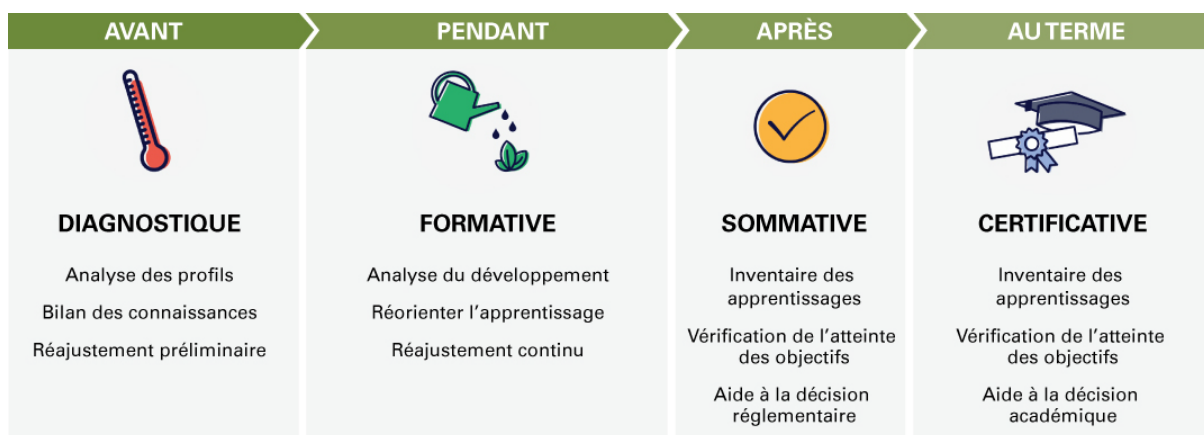 AVANT
PENDANT
APRÈS
AU TERME
DIAGNOSTIQUE
Analyse des profils
Bilan des connaissances
Réajustement préliminaire
FORMATIVE
Analyse du développement
Réorienter l’apprentissage
Réajustement continu
SOMMATIVE
Inventaire des
apprentissages
Vérification de l’atteinte
des objectifs
Aide à la décision
réglementaire
CERTIFICATIVE
Inventaire des
apprentissages
Vérification de l’atteinte
des objectifs
Aide à la décision
académique